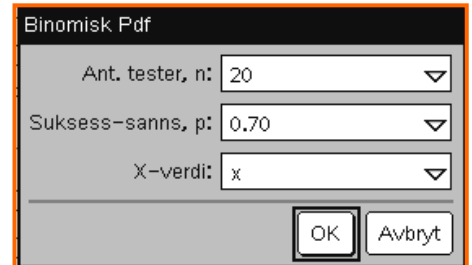 Binomisk Pdf
Ant. tester, n: 20
Suksess-sanns, p: 0.70
X-verdi: x
OK Avbryt